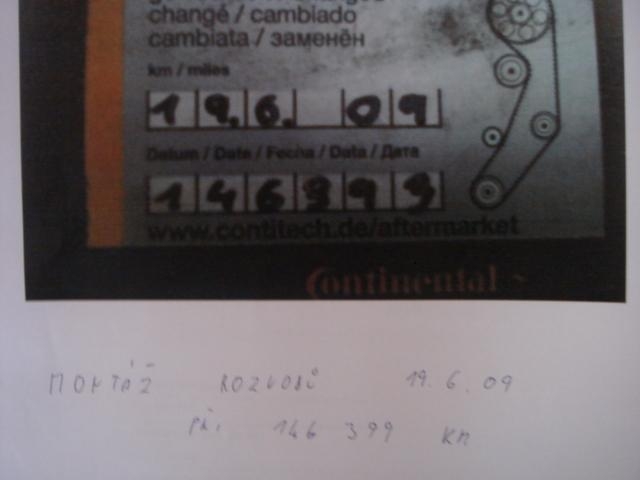 changé / cambiado
cambiata / заменён
km / miles
19.6. 09
Datum / Date / Fecha / Data / Дата
146399
www.contitech.de/aftermarket
Continental
MONTÁŽ ROZVODŮ 19. 6. 09
PŘI 146 399 KM